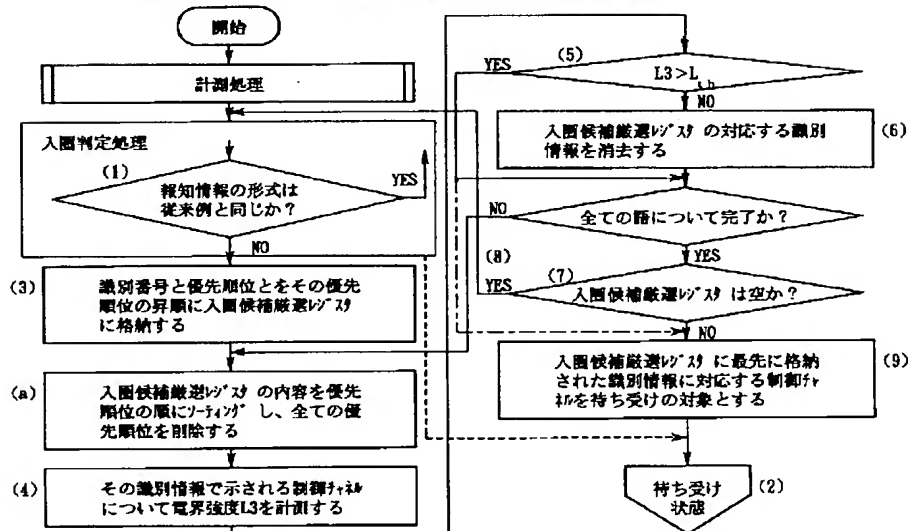 開始
計測処理
入圏判定処理
(1)
報知情報の形式は
従来例と同じか?
YES
NO
(3)
識別番号と優先順位とをその優先
順位の昇順に入圏候補厳選レジスタ
に格納する
(a)
入圏候補厳選レジスタ の内容を優先
順位の順にソーティング し、全ての優
先順位を削除する
(4)
その識別情報で示される制御チャネル
について電界強度L3を計測する
(5)
YES
L3>Lth
NO
入圏候補厳選レジスタ の対応する識別
情報を消去する
(6)
NO
全ての語について完了か?
YES
(8)
YES
(7)
入圏候補厳選レジスタ は空か?
NO
入圏候補厳選レジスタ に最先に格納
された識別情報に対応する制御チャ
ネルを待ち受けの対象とする
(9)
待ち受け
状態
(2)